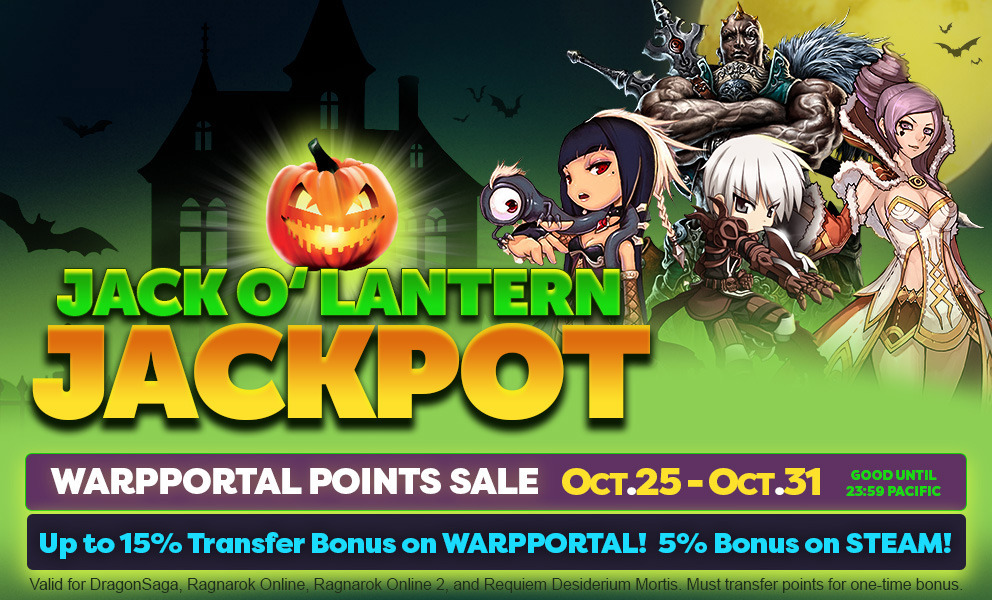 JACK O' LANTERN
JACKPOT
WARPPORTAL POINTS SALE OCT.25 - OCT.31
GOOD UNTIL
23:59 PACIFIC
Up to 15% Transfer Bonus on WARPPORTAL! 5% Bonus on STEAM!
Valid for DragonSaga, Ragnarok Online, Ragnarok Online 2, and Requiem Desiderium Mortis. Must transfer points for one-time bonus.